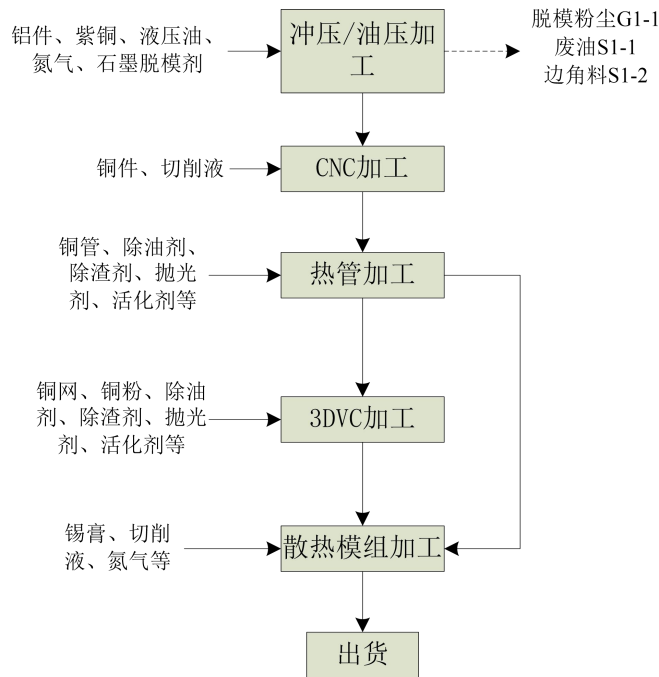 铝件、紫铜、液压油、
氮气、石墨脱模剂
冲压/油压加
工
脱模粉尘G1-1
废油S1-1
边角料S1-2
铜件、切削液
CNC加工
铜管、除油剂、
除渣剂、抛光
剂、活化剂等
热管加工
铜网、铜粉、除油
剂、除渣剂、抛光
剂、活化剂等
3DVC加工
锡膏、切削
液、氮气等
散热模组加工
出货